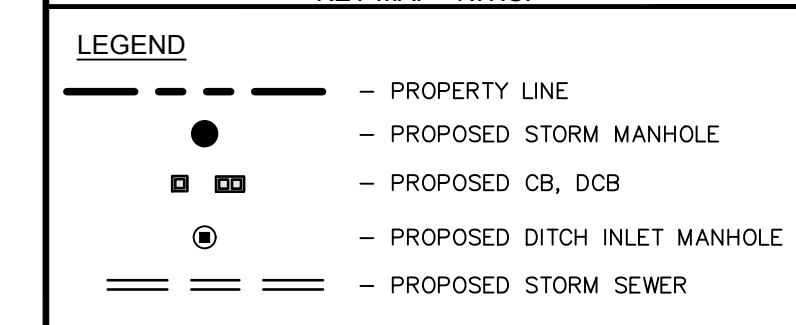 LEGEND
– PROPERTY LINE
– PROPOSED STORM MANHOLE
– PROPOSED CB, DCB
– PROPOSED DITCH INLET MANHOLE
– PROPOSED STORM SEWER